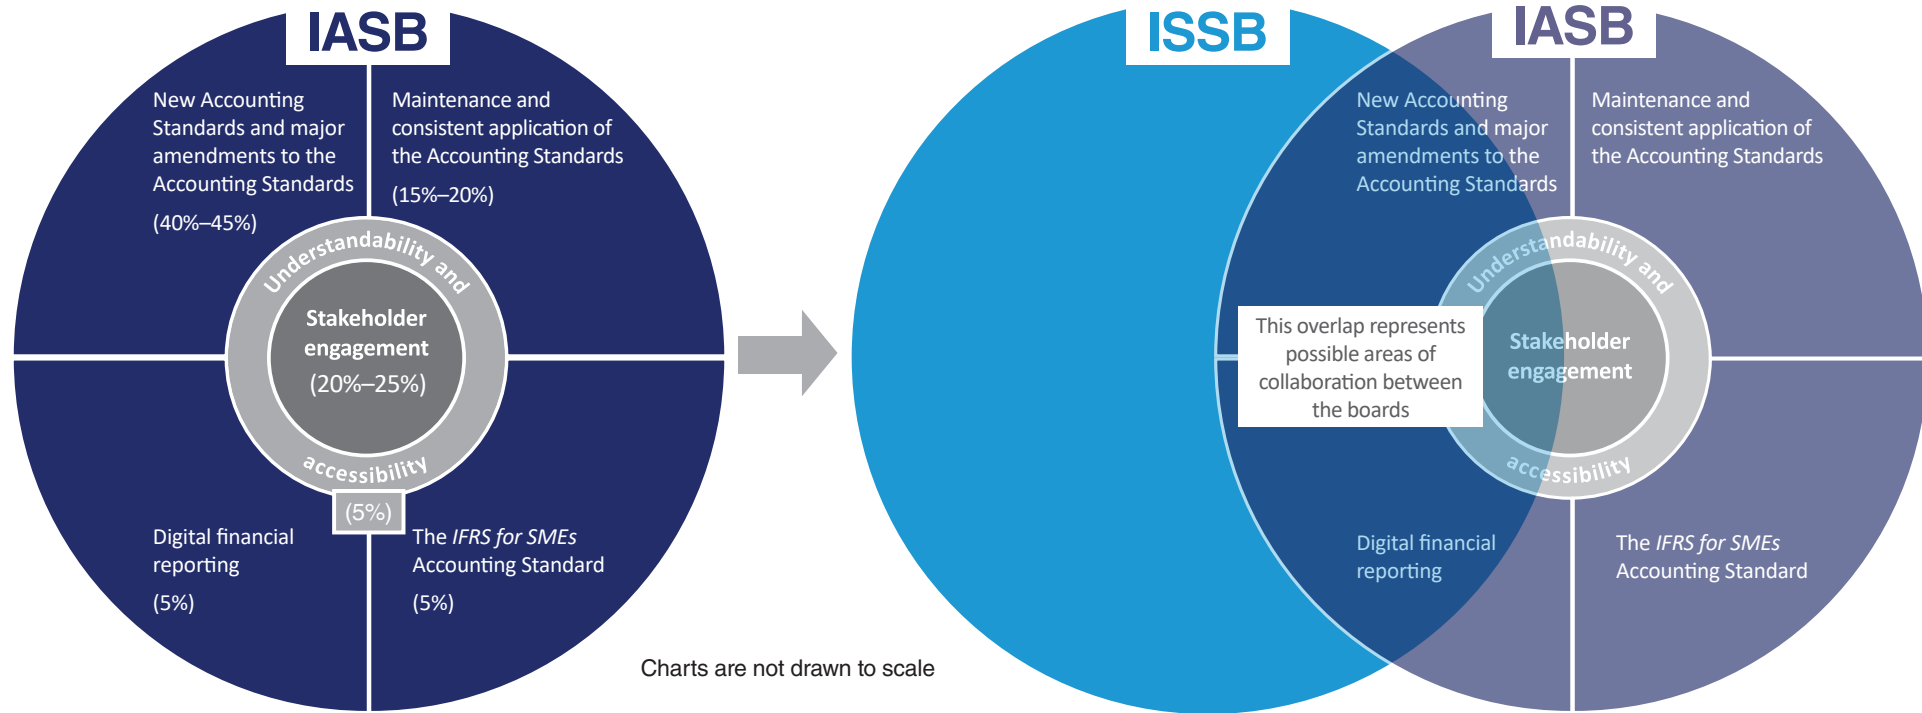 IASB
New Accounting
Standards and major
amendments to the
Accounting Standards
(40%–45%)
Maintenance and
consistent application of
the Accounting Standards
(15%–20%)
Understandability and
accessibility
(5%)
Stakeholder
engagement
(20%–25%)
Digital financial
reporting
(5%)
The IFRS for SMEs
Accounting Standard
(5%)
Charts are not drawn to scale
ISSB
IASB
New Accounting
Standards and major
amendments to the
Accounting Standards
Maintenance and
consistent application of
the Accounting Standards
Understandability and
accessibility
This overlap represents
possible areas of
collaboration between
the boards
Stakeholder
engagement
Digital financial
reporting
The IFRS for SMEs
Accounting Standard